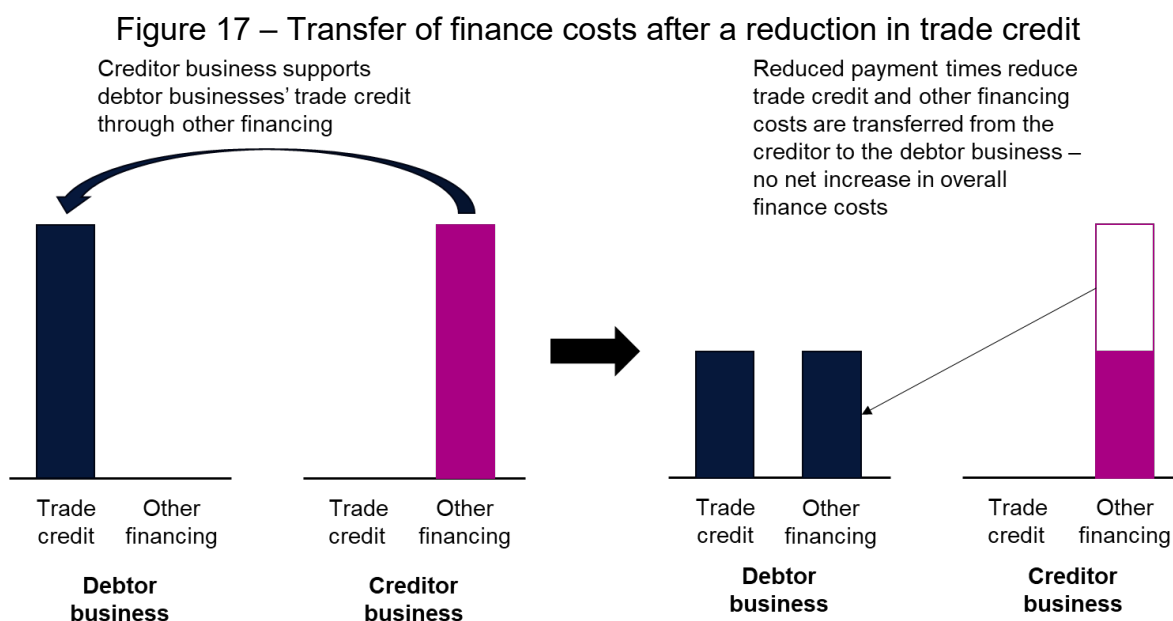 Figure 17 – Transfer of finance costs after a reduction in trade credit
Creditor business supports
debtor businesses’ trade credit
through other financing
Reduced payment times reduce
trade credit and other financing
costs are transferred from the
creditor to the debtor business –
no net increase in overall
finance costs
Trade
credit
Other
financing
Debtor
business
Trade
credit
Other
financing
Creditor
business
Trade
credit
Other
financing
Debtor
business
Trade
credit
Other
financing
Creditor
business